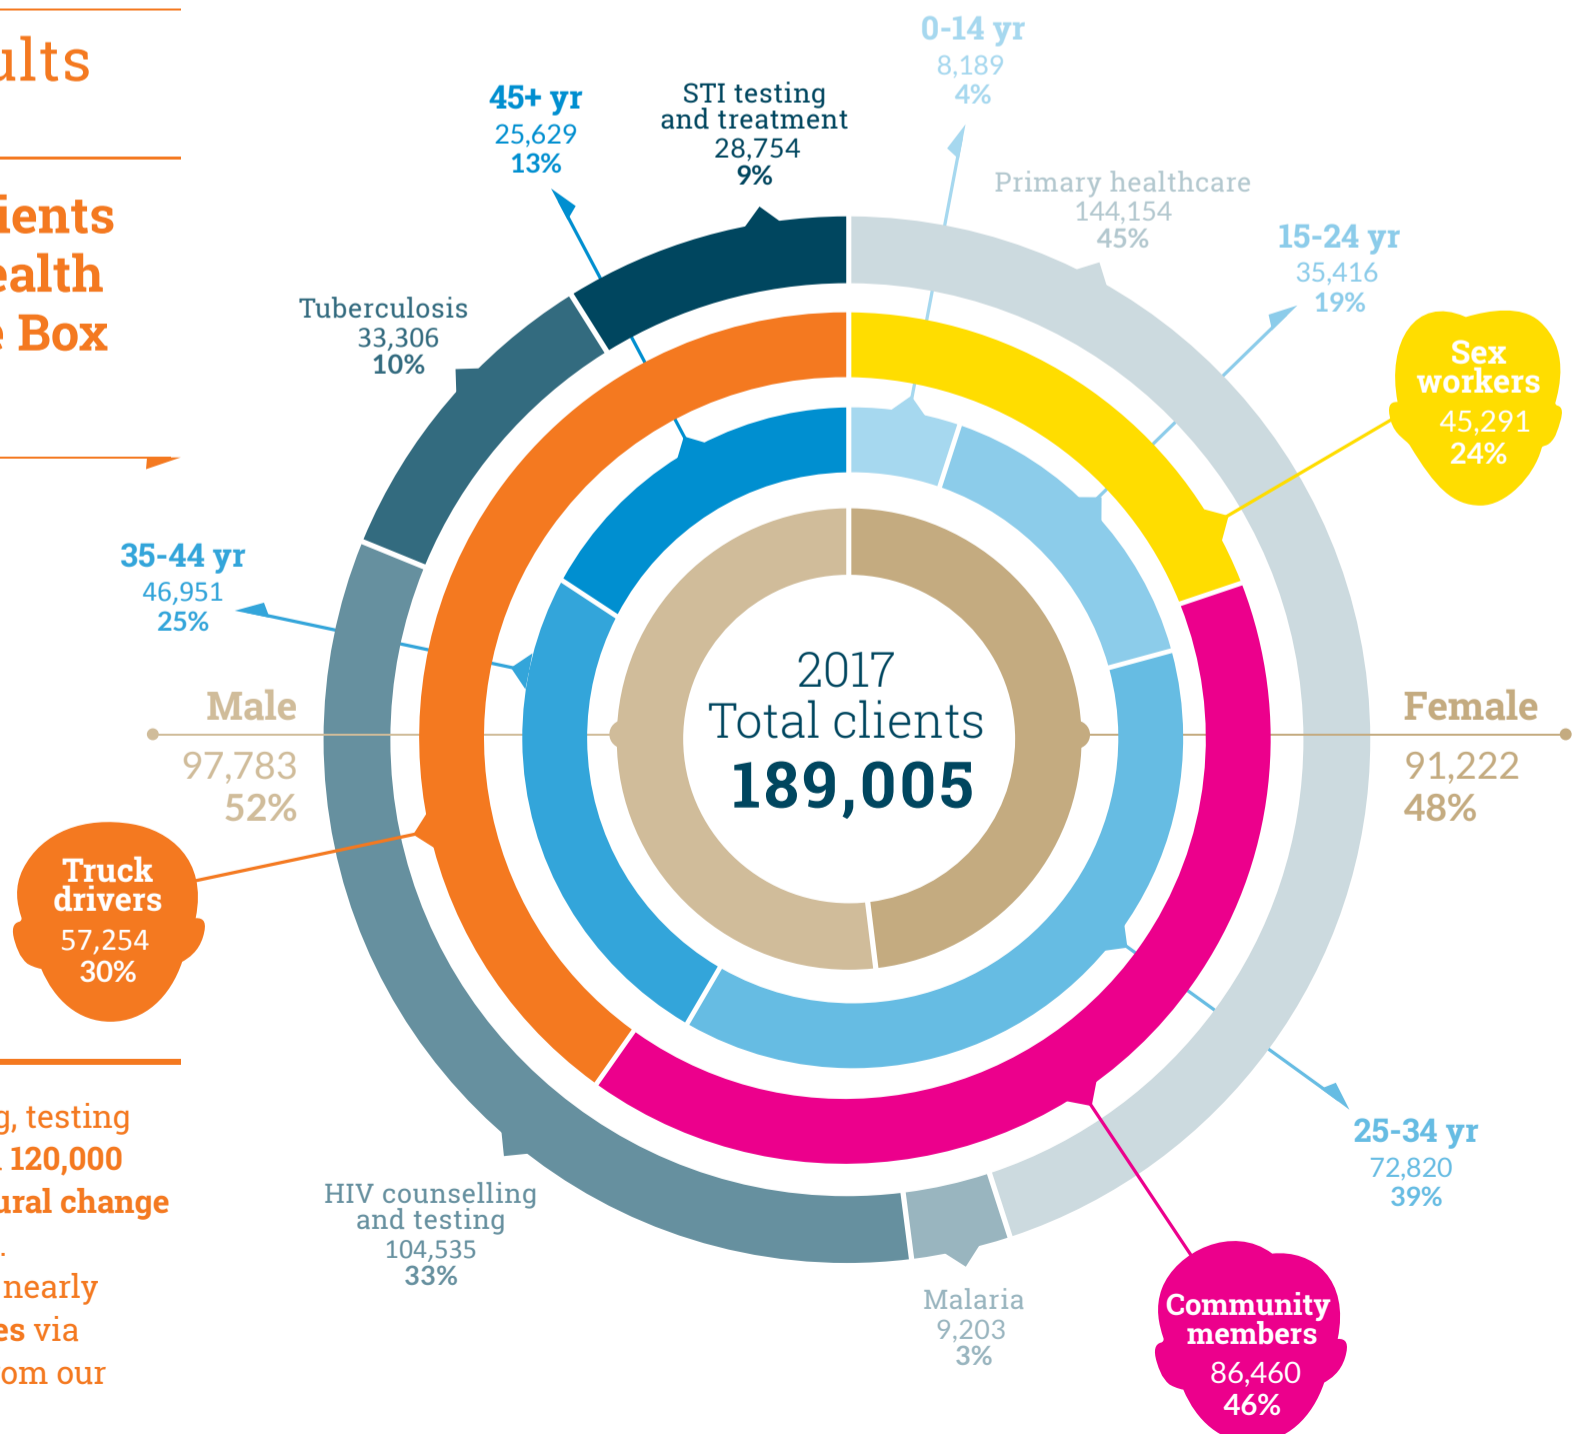 ults
ients
ealth
e Box
g, testing
120,000
ural change
.
nearly
es via
om our
0-14 yr
8,189
4%
45+ yr
25,629
13%
STI testing
and treatment
28,754
9%
Primary healthcare
144,154
45%
15-24 yr
35,416
19%
Tuberculosis
33,306
10%
Sex
workers
45,291
24%
35-44 yr
46,951
25%
2017
Total clients
189,005
Male
97,783
52%
Female
91,222
48%
Truck
drivers
57,254
30%
25-34 yr
72,820
39%
HIV counselling
and testing
104,535
33%
Malaria
9,203
3%
Community
members
86,460
46%